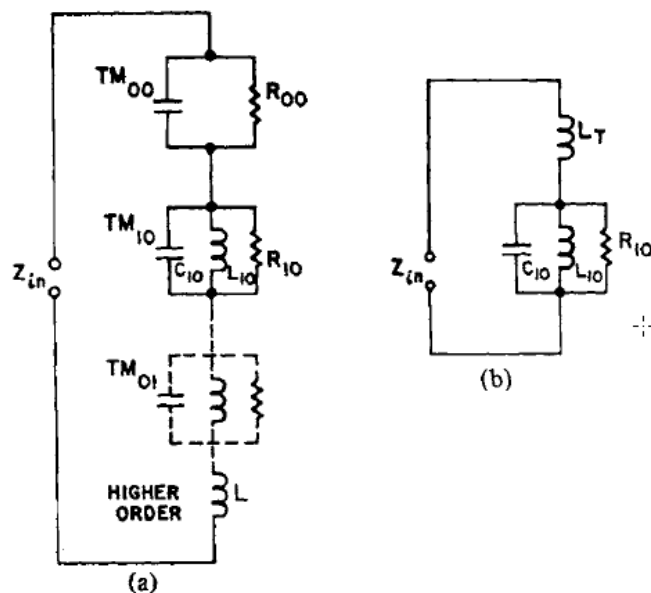 TM00
R00
TM10
C10
L10
R10
Zin
TM01
HIGHER
ORDER
L
(a)
LT
Zin
C10
L10
R10
(b)